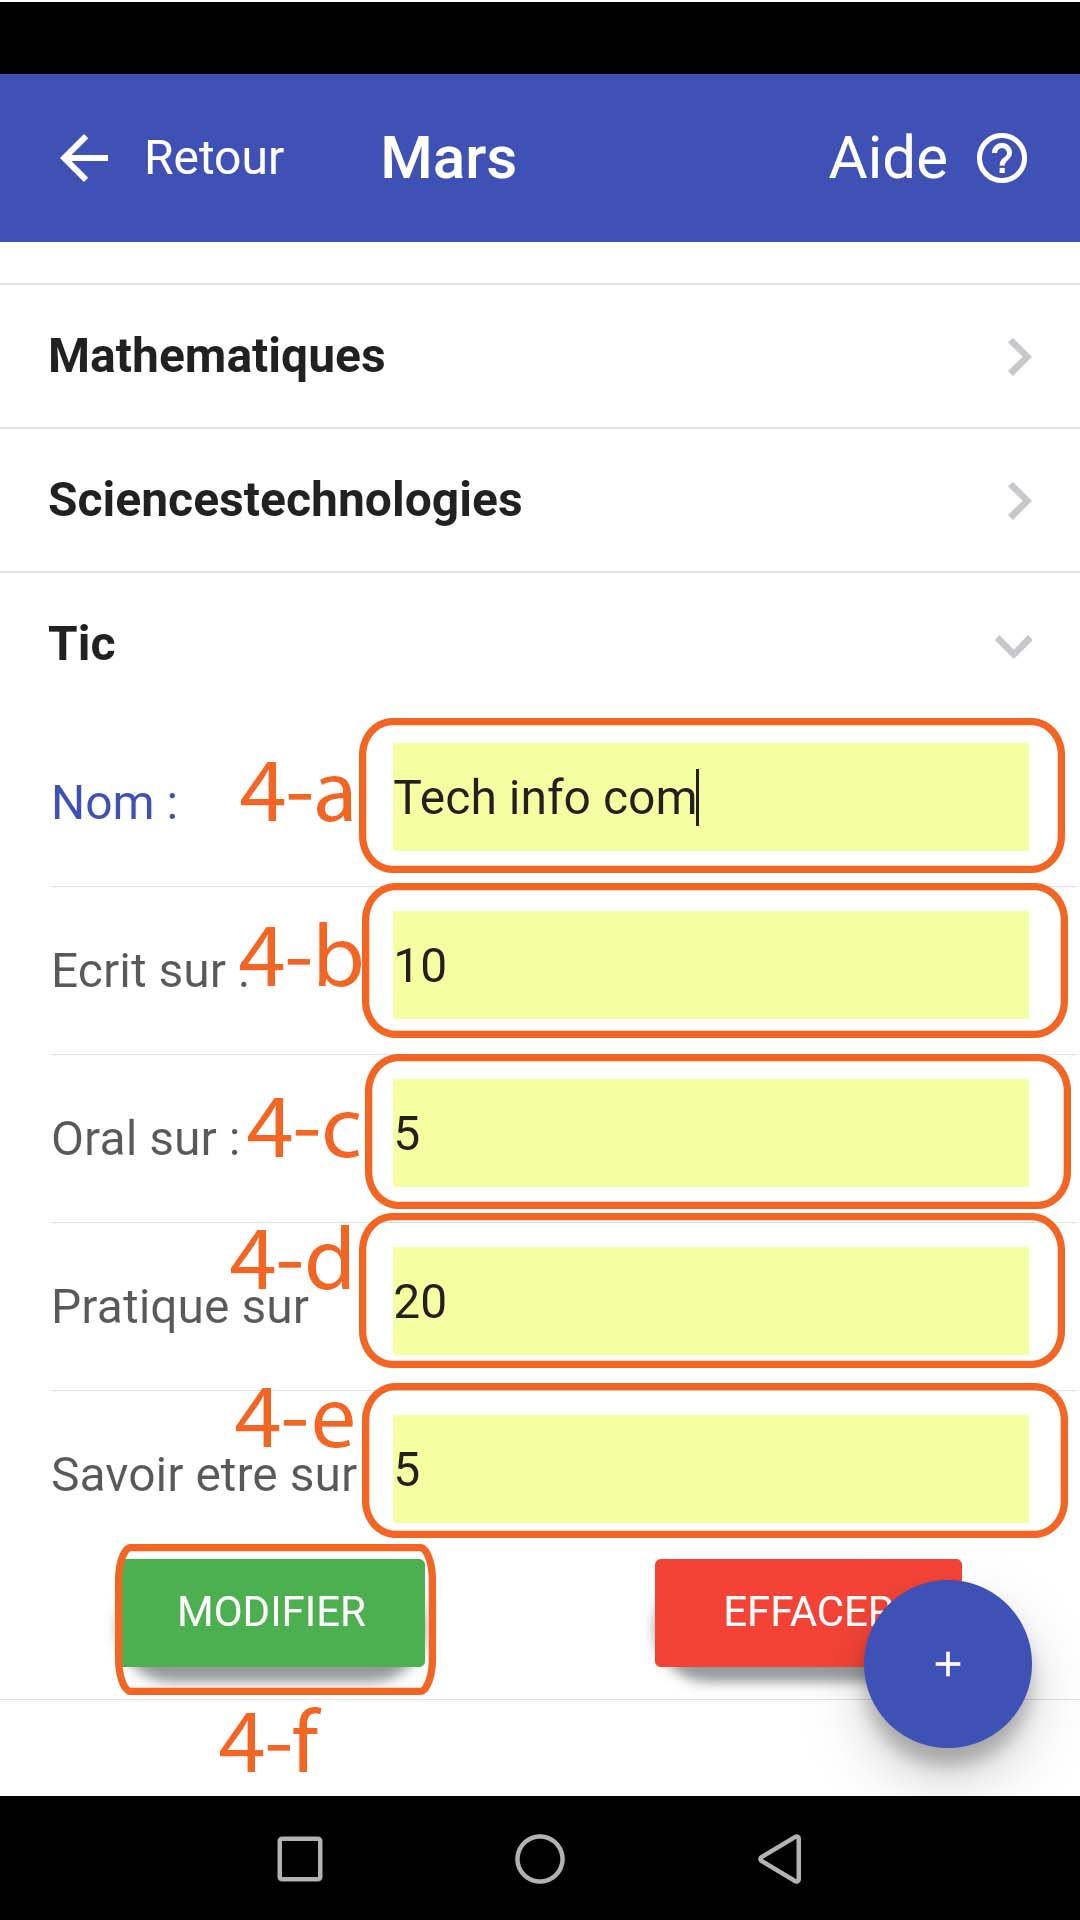 Retour Mars Aide ?
Mathematiques
Sciencestechnologies
Tic
Nom : 4-a Tech info com
Ecrit sur : 4-b 10
Oral sur : 4-c 5
4-d
Pratique sur 20
4-e
Savoir etre sur 5
MODIFIER EFFACER
+
4-f